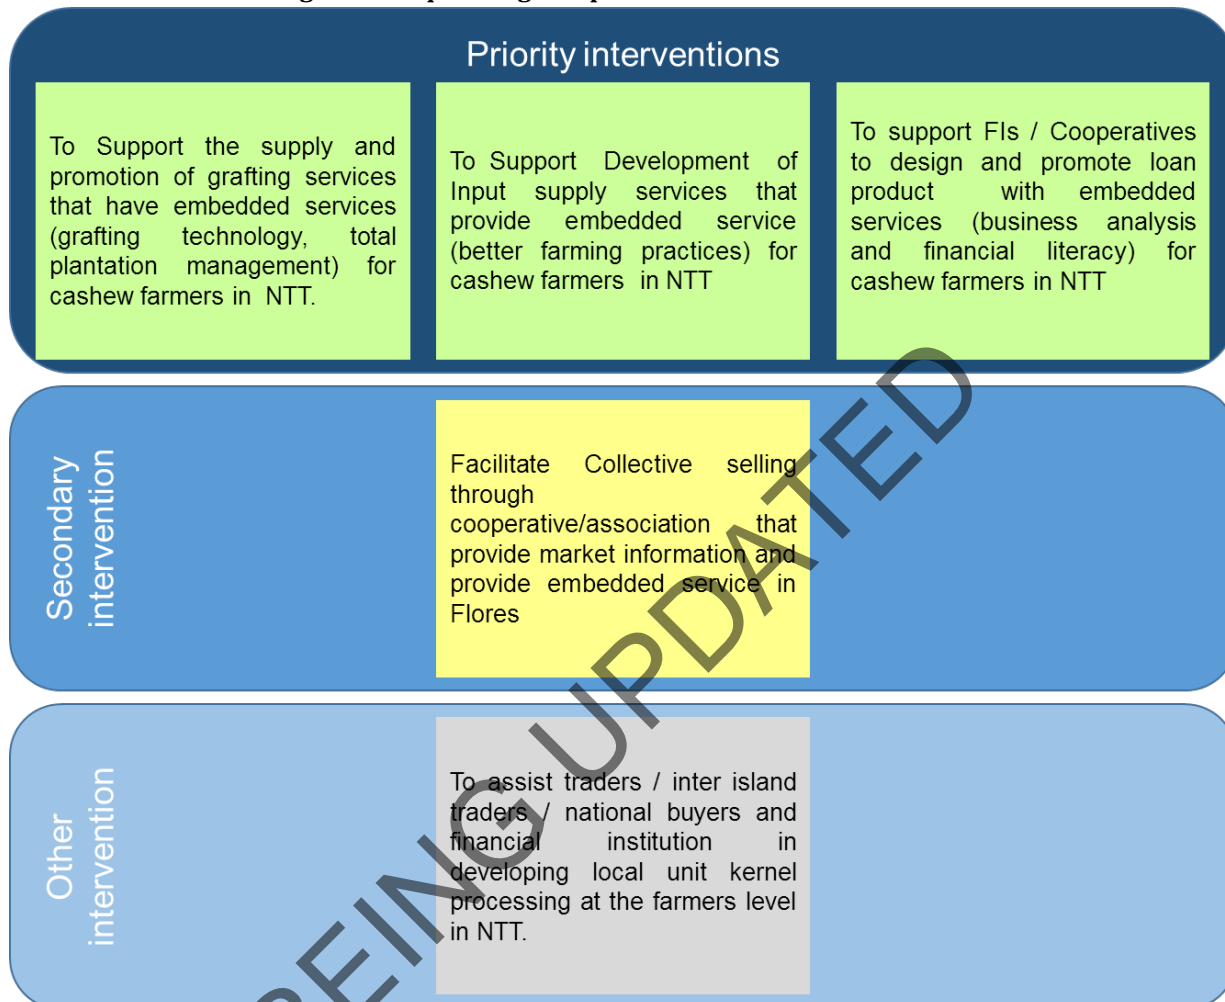 Priority interventions
To Support the supply and
promotion of grafting services
that have embedded services
(grafting technology, total
plantation management) for
cashew farmers in NTT.
To Support Development of
Input supply services that
provide embedded service
(better farming practices) for
cashew farmers in NTT
To support FIs / Cooperatives
to design and promote loan
product with embedded
services (business analysis
and financial literacy) for
cashew farmers in NTT
Secondary
intervention
Facilitate Collective selling
through
cooperative/association that
provide market information and
provide embedded service in
Flores
Other
intervention
To assist traders / inter island
traders / national buyers and
financial institution in
developing local unit kernel
processing at the farmers level
in NTT.
BEING UPDATED